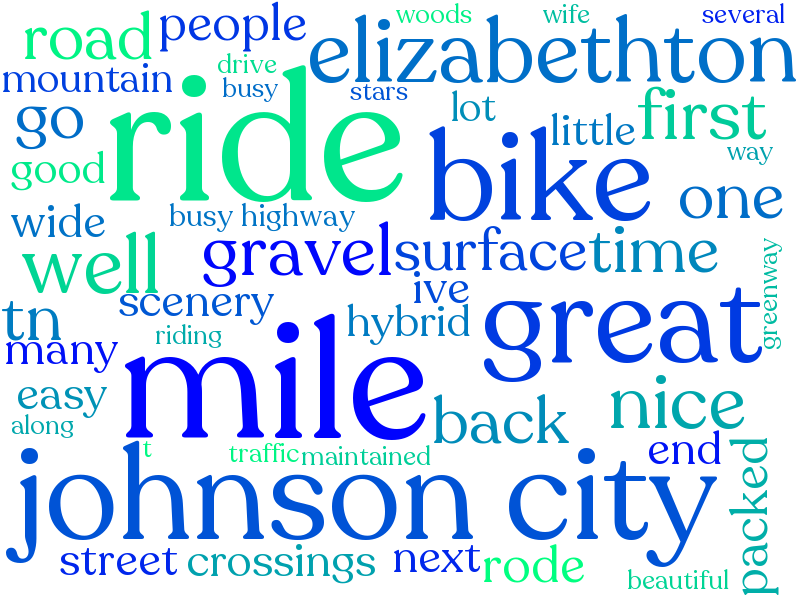 woods wife several
people
road elizabethton
drive
mountain busy stars
ride
go lot first
little
bike
good way
one
wide busy highway
well gravel surface time
greenway
scenery ive
tn hybrid
riding great
many
mile
easy nice
back
along
t traffic maintained end
packed
johnson city
street crossings next rode
beautiful